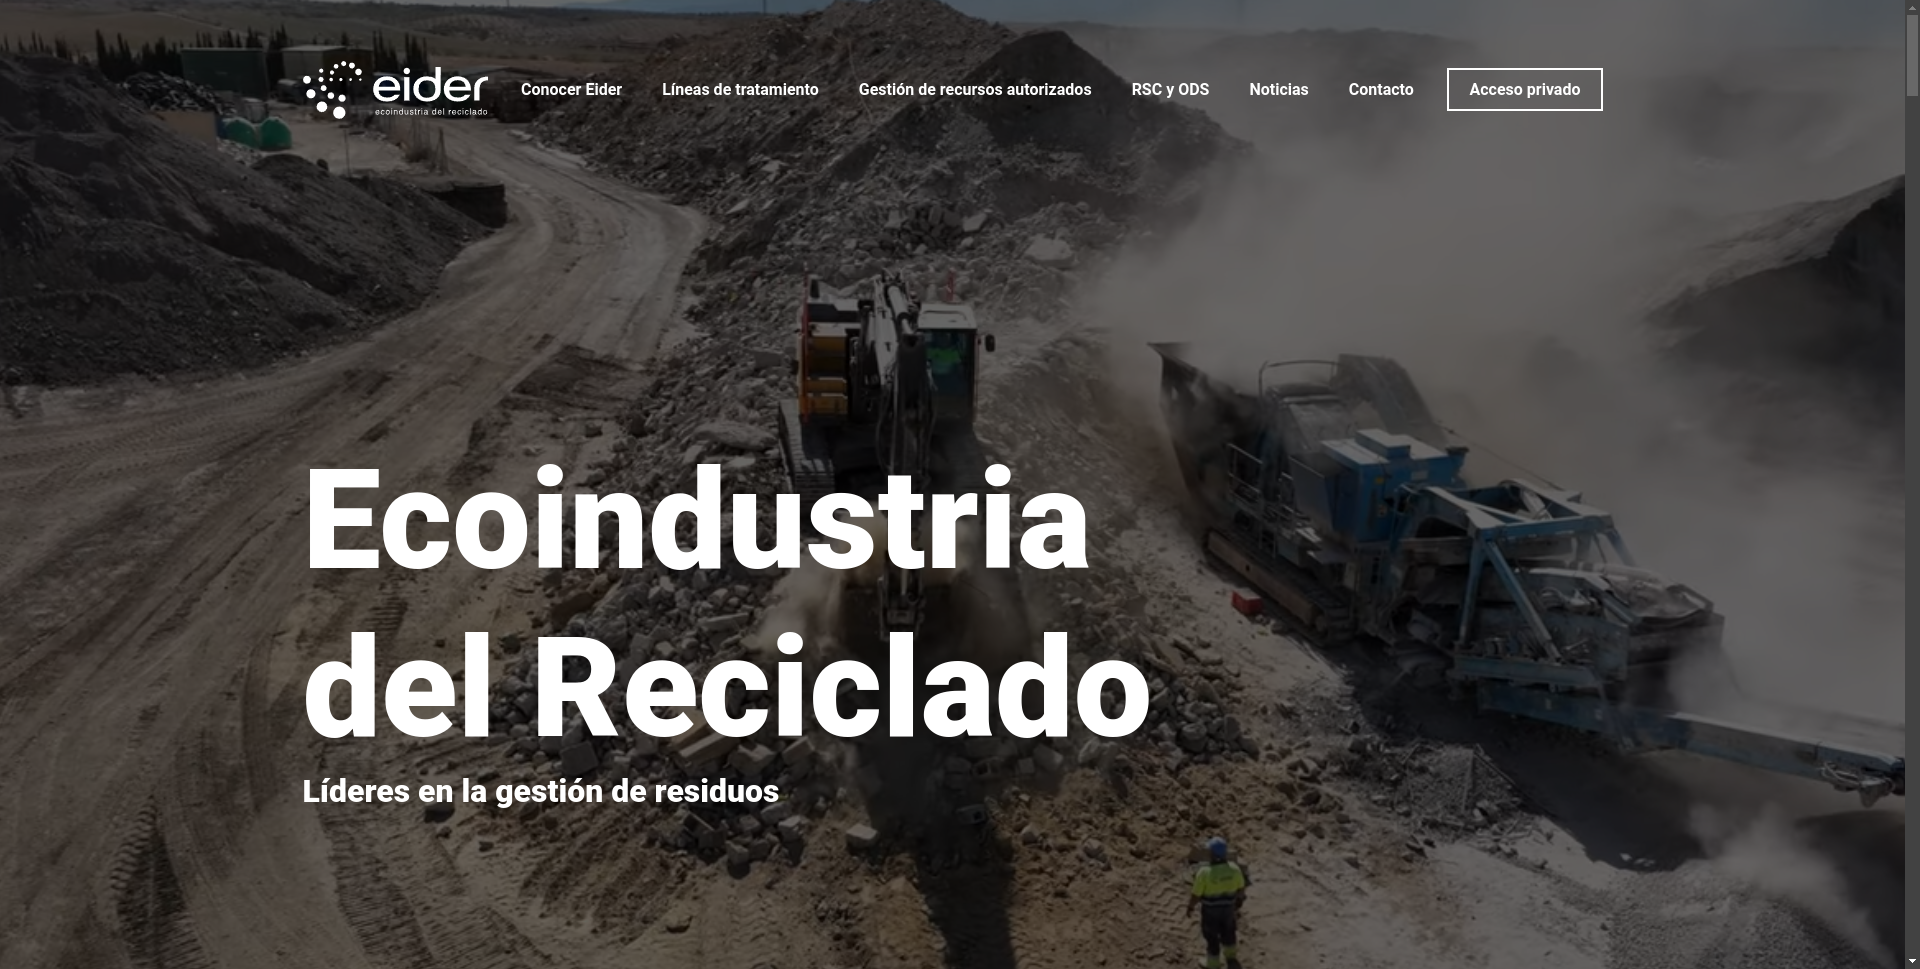 eider
ecoindustria del reciclado
Conocer Eider
Líneas de tratamiento
Gestión de recursos autorizados
RSC y ODS
Noticias
Contacto
Acceso privado
Ecoindustria
del Reciclado
Líderes en la gestión de residuos